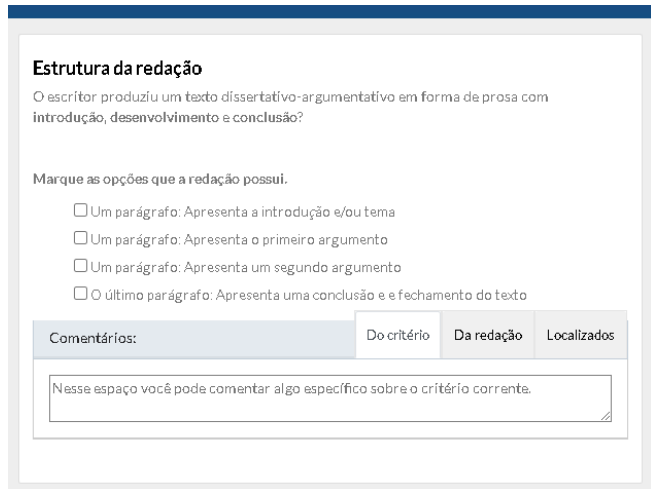 Estrutura da redação
O escritor produziu um texto dissertativo-argumentativo em forma de prosa com
introdução, desenvolvimento e conclusão?
Marque as opções que a redação possui.
Um parágrafo: Apresenta a introdução e/ou tema
Um parágrafo: Apresenta o primeiro argumento
Um parágrafo: Apresenta um segundo argumento
O último parágrafo: Apresenta uma conclusão e e fechamento do texto
Comentários: Do critério Da redação Localizados
Nesse espaço você pode comentar algo específico sobre o critério corrente.